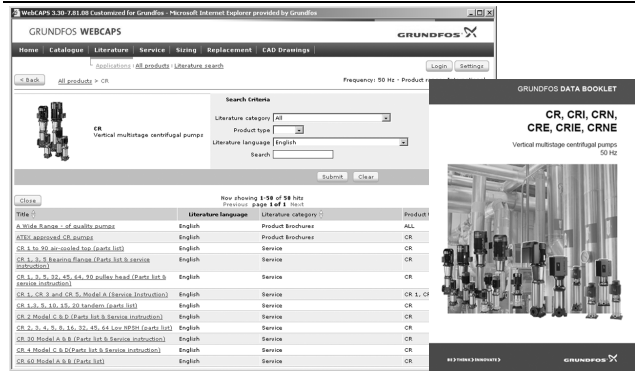 WebCAPS 3.30-7.81.08 Customized for Grundfos - Microsoft Internet Explorer provided by Grundfos
GRUNDFOS WEBCAPS
GRUNDFOS
Home Catalogue Literature Service Sizing Replacement CAD Drawings
Applications All products Literature search
Login Settings
< Back All products > CR
Frequency: 50 Hz - Product
Search Criteria
CR
Vertical multistage centrifugal pumps
Literature category All
Product type
Literature language English
Search
Submit Clear
Close
Now showing 1-50 of 50 hits
Previous page 1 of 1 Next
Title Literature language Literature category Product
A Wide Range - of quality pumps English Product Brochures ALL
ATEX approved CR pumps English Product Brochures CR
CR 1 to 90 air-cooled top (parts list) English Service CR
CR 1, 3, 5 Bearing flange (Parts list & service
instruction) English Service CR
CR 1, 3, 5, 32, 45, 64, 90 pulley head (Parts list &
service instruction) English Service CR
CR 1, CR 3 and CR 5, Model A (Service Instruction) English Service CR 1, CR
CR 1,3, 5, 10, 15, 20 tandem (parts list) English Service CR
CR 2 Model C & D (Parts list & Service instruction) English Service CR
CR 2, 3, 4, 5, 8, 16, 32, 45, 64 Low NPSH (parts list) English Service CR
CR 30 Model A & B (Parts list & Service instruction) English Service CR
CR 4 Model C & D(Parts list & Service instruction) English Service CR
CR 60 Model A & B (Parts list) English Service CR
GRUNDFOS DATA BOOKLET
CR, CRI, CRN,
CRE, CRIE, CRNE
Vertical multistage centrifugal pumps
50 Hz
BE > THINK > INNOVATE >
GRUNDFOS